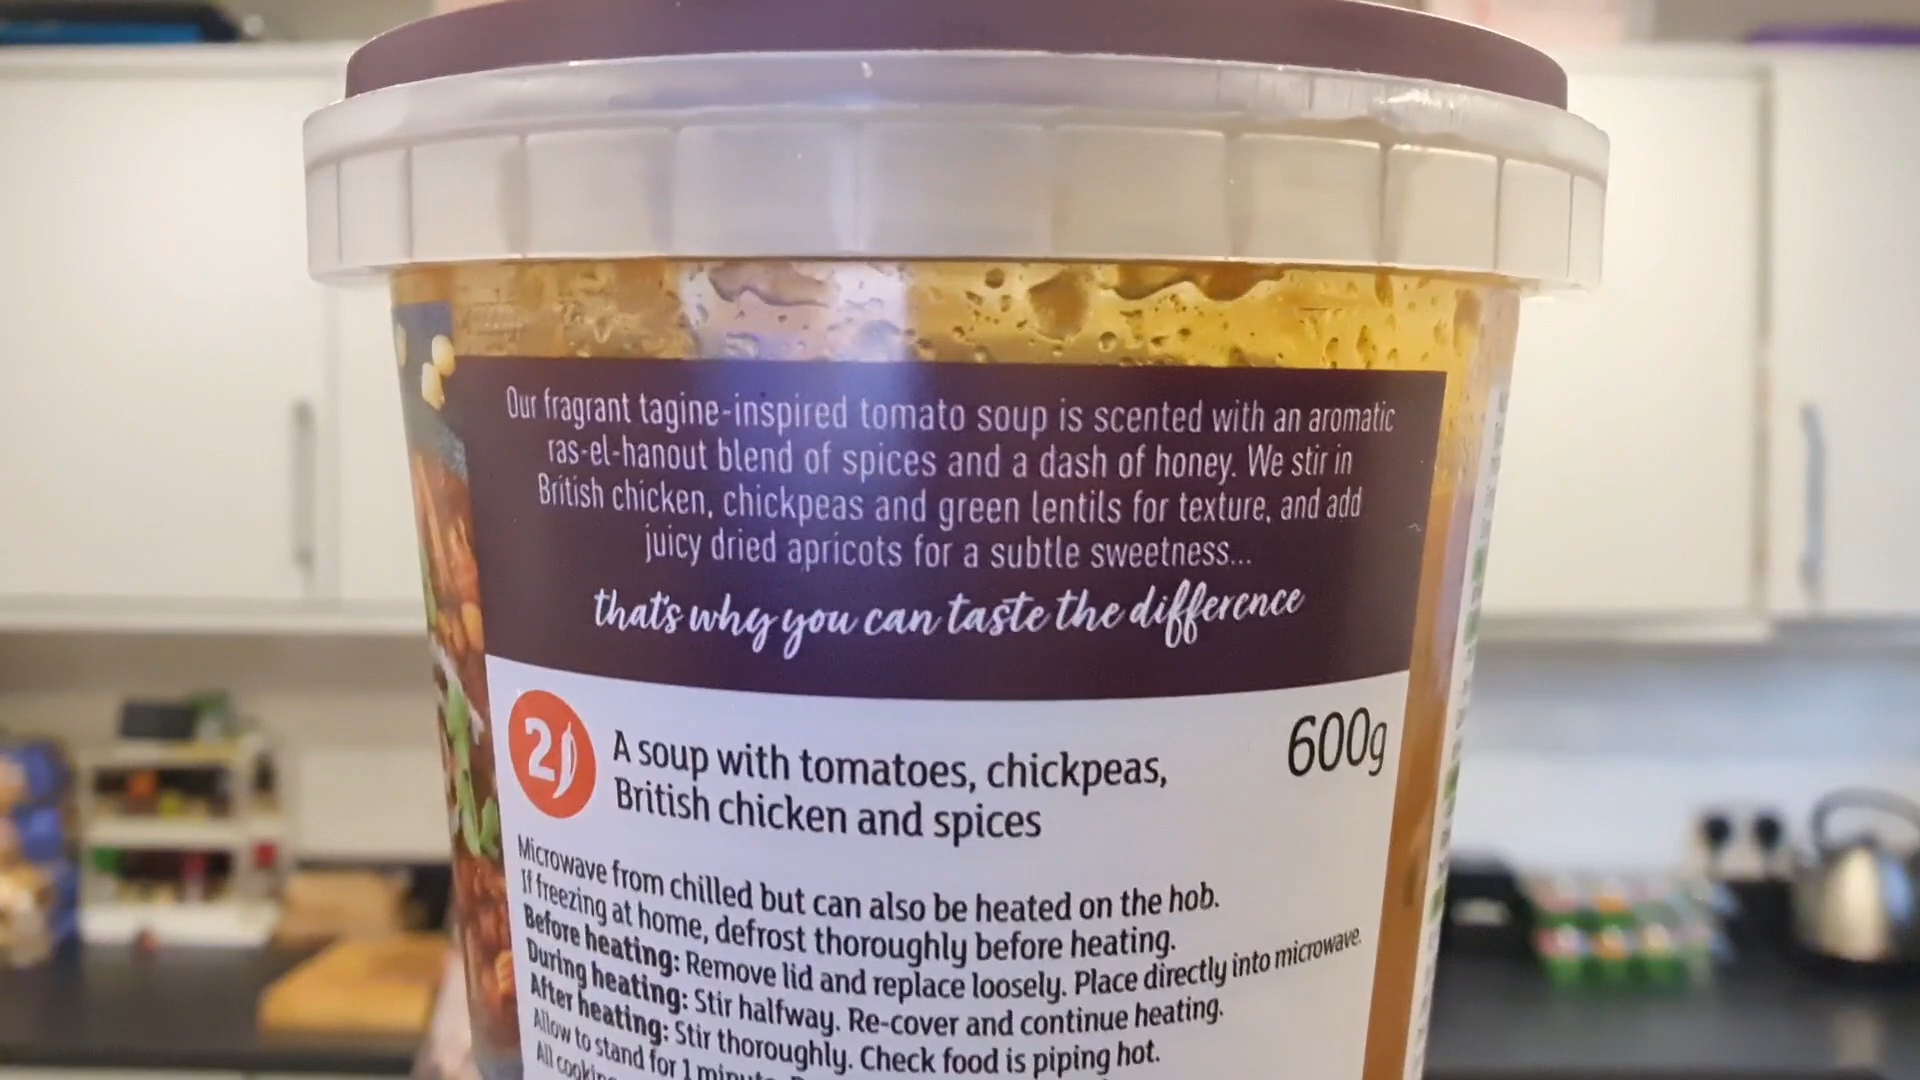 Our fragrant tagine-inspired tomato soup is scented with an aromatic
ras-el-hanout blend of spices and a dash of honey. We stir in
British chicken, chickpeas and green lentils for texture, and add
juicy dried apricots for a subtle sweetness...
that's why you can taste the difference
2
A soup with tomatoes, chickpeas,
British chicken and spices
600g
Microwave from chilled but can also be heated on the hob.
If freezing at home, defrost thoroughly before heating.
Before heating: Remove lid and replace loosely. Place directly into microwave.
During heating: Stir halfway. Re-cover and continue heating.
After heating: Stir thoroughly. Check food is piping hot.
Allow to stand for 1 minute.
All